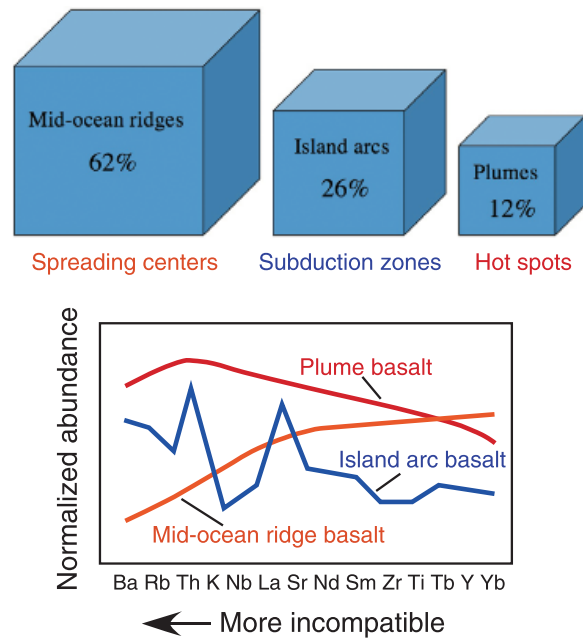 Mid-ocean ridges
62%
Island arcs
26%
Plumes
12%
Spreading centers
Subduction zones
Hot spots
Normalized abundance
Plume basalt
Island arc basalt
Mid-ocean ridge basalt
Ba Rb Th K Nb La Sr Nd Sm Zr Ti Tb Y Yb
More incompatible